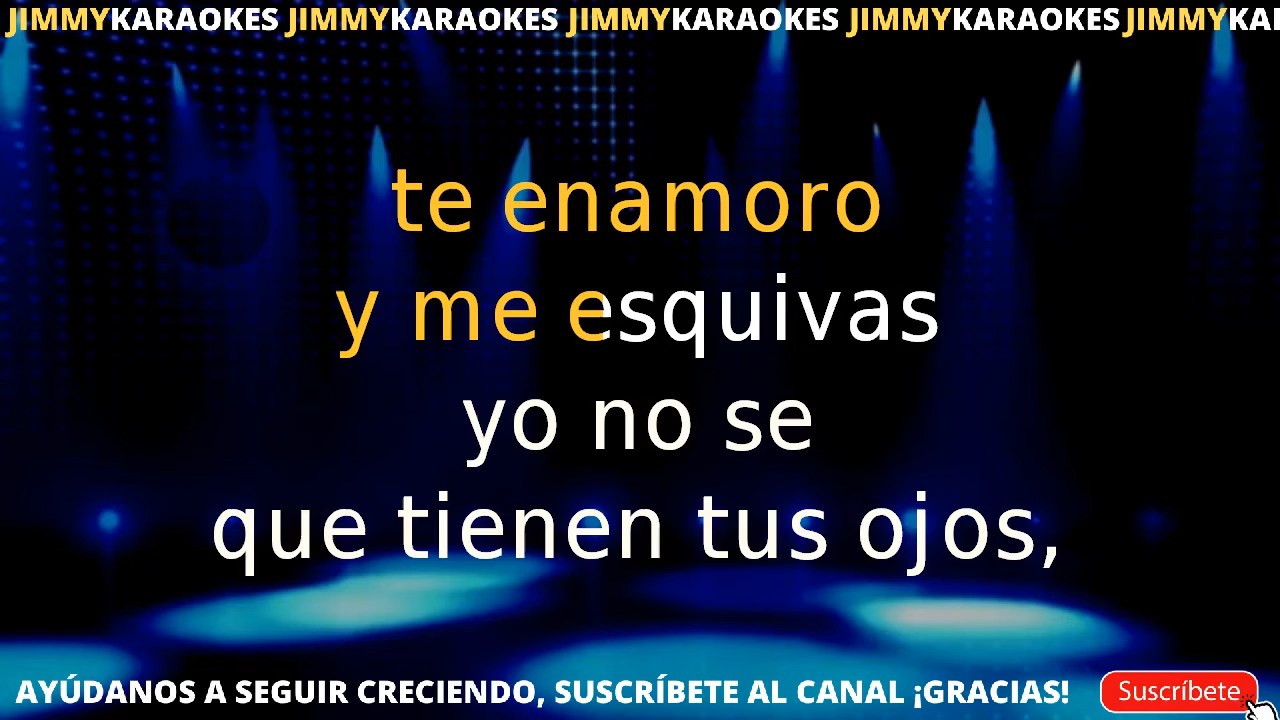 JIMMYKARAOKES JIMMYKARAOKES JIMMYKARAOKES JIMMYKARAOKES JIMMYKA
te enamoro
y me esquivas
yo no se
que tienen tus ojos,
AYÚDANOS A SEGUIR CRECIENDO, SUSCRÍBETE AL CANAL ¡GRACIAS! Suscríbete